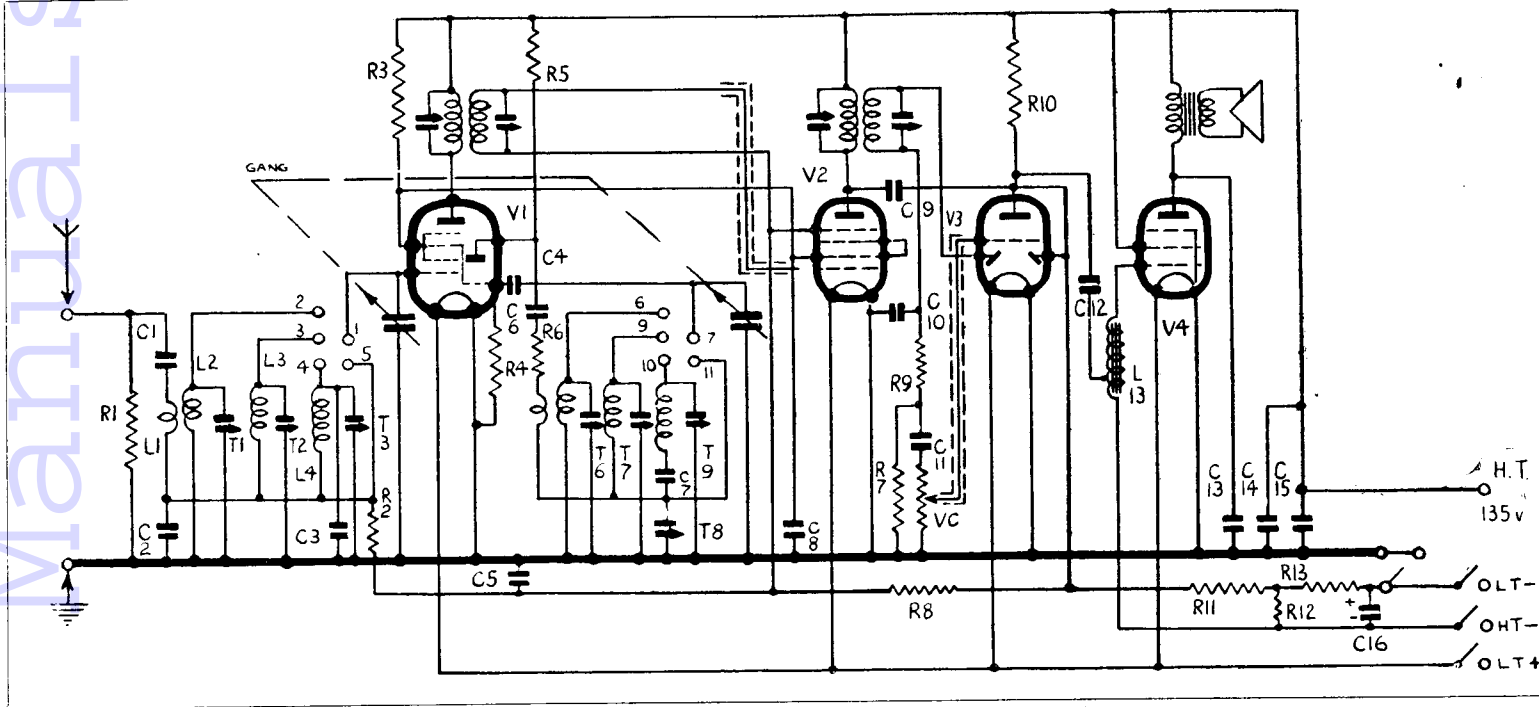 Manuals
R3
R5
GANG
V1
V2
R10
C4
C9
V3
C6
R6
C10
C12
V4
C1
L2
L3
2
3
4
1
5
6
9
10
7
11
R4
R9
L13
R1
L1
T1
T2
L4
T3
R2
T6
T7
C7
T9
R7
C11
VC
C13
C14
C15
H.T.
135 V
C2
C3
T8
C8
C5
R8
R11
R13
R12
C16
+
-
LT-
HT-
LT+